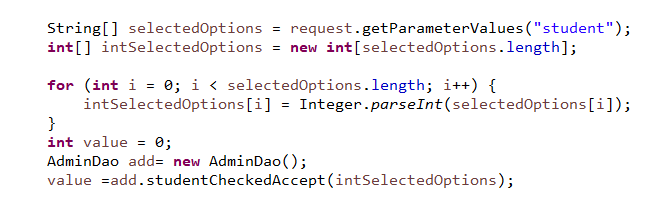 String[] selectedOptions = request.getParameterValues("student");
int[] intSelectedOptions = new int[selectedOptions.length];
for (int i = 0; i < selectedOptions.length; i++) {
intSelectedOptions[i] = Integer.parseInt(selectedOptions[i]);
}
int value = 0;
AdminDao add= new AdminDao();
value =add.studentCheckedAccept(intSelectedOptions);